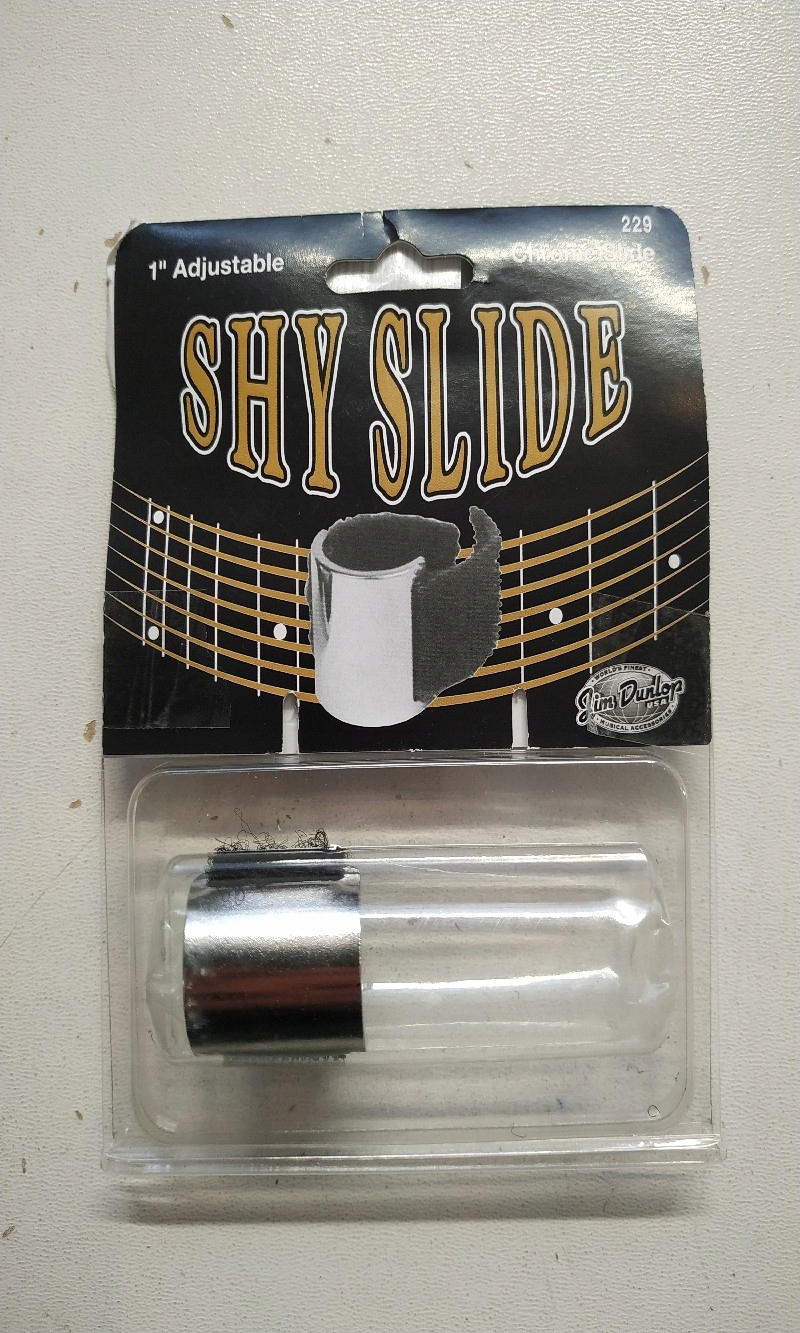 229
1" Adjustable
Chrome Slide
SHY SLIDE
WORLD'S FINEST
Jim Dunlop
USA
MUSICAL ACCESSORIES